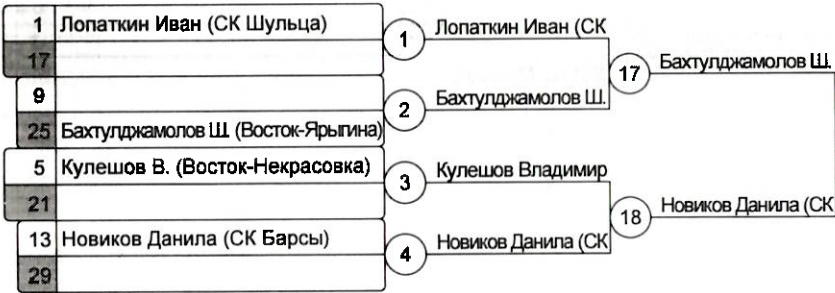 1 Лопаткин Иван (СК Шульца)
17
9
25 Бахтулджамолов Ш. (Восток-Ярыгина)
5 Кулешов В. (Восток-Некрасовка)
21
13 Новиков Данила (СК Барсы)
29
1 Лопаткин Иван (СК
2 Бахтулджамолов Ш.
3 Кулешов Владимир
4 Новиков Данила (СК
17 Бахтулджамолов Ш.
18 Новиков Данила (СК